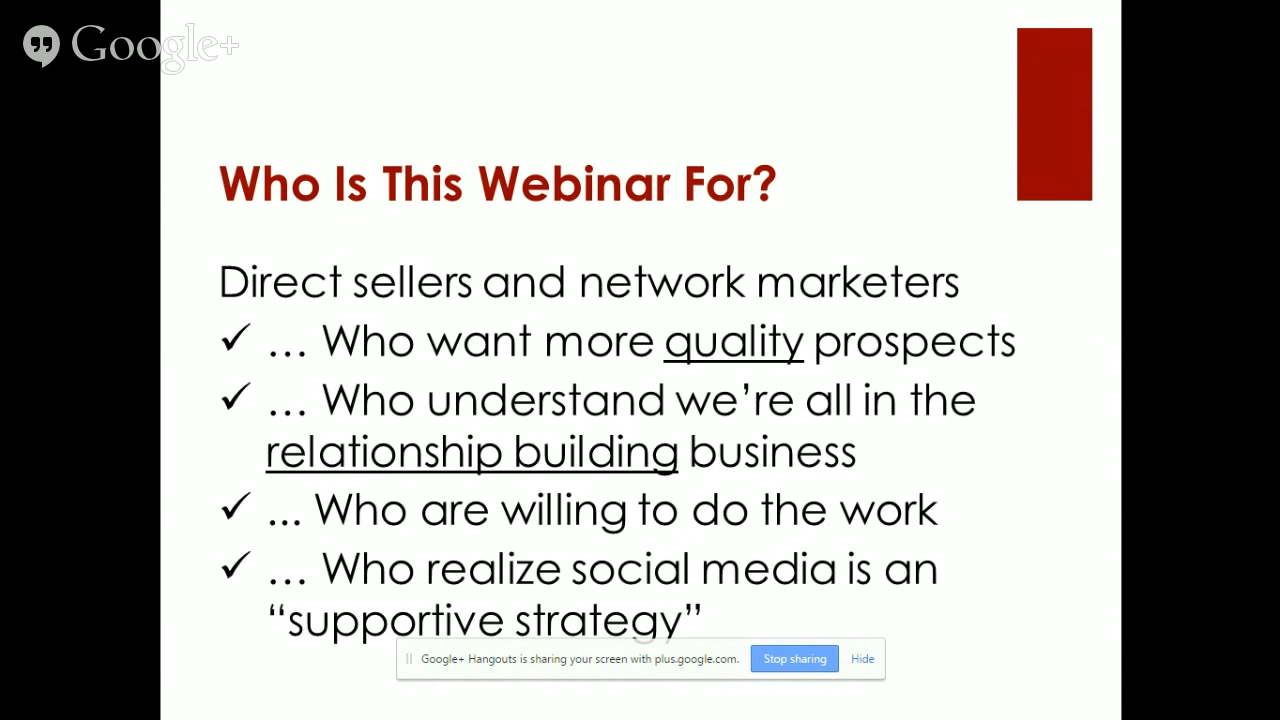 Google+
Who Is This Webinar For?
Direct sellers and network marketers
✓ … Who want more quality prospects
✓ … Who understand we’re all in the
relationship building business
✓ ... Who are willing to do the work
✓ … Who realize social media is an
“supportive strategy”
Google+ Hangouts is sharing your screen with plus.google.com. Stop sharing Hide